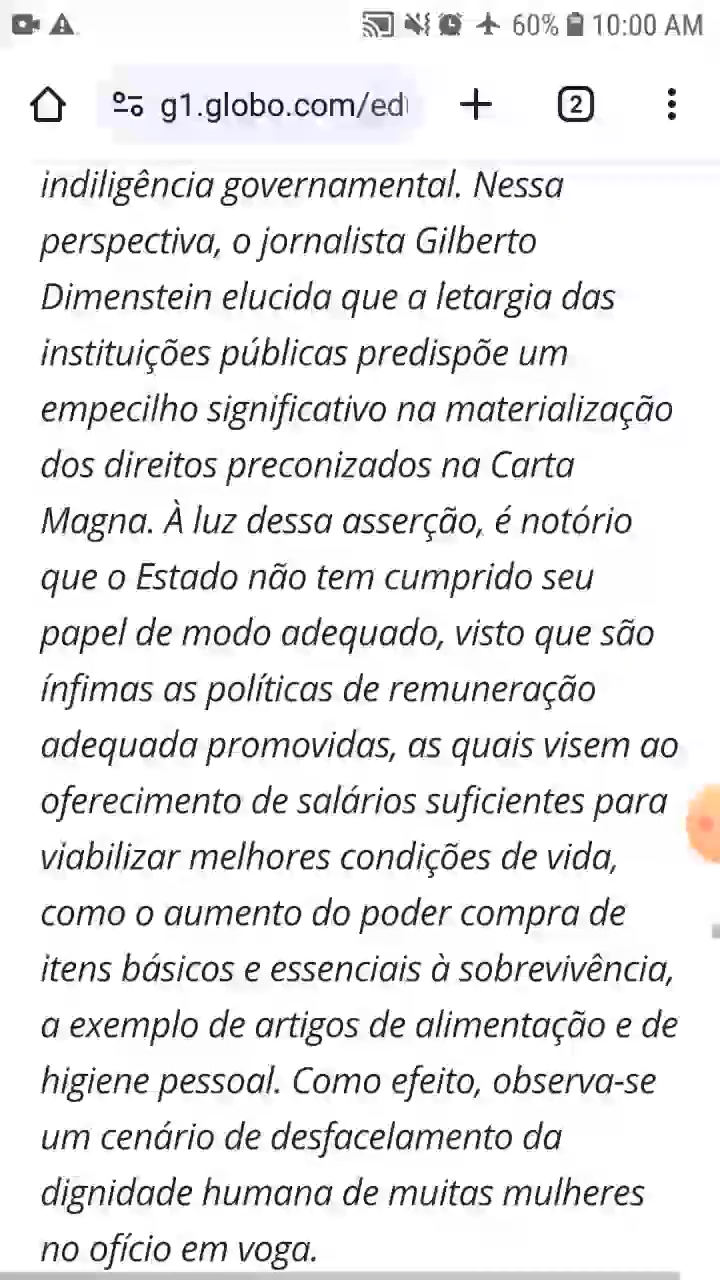 60% 10:00 AM
g1.globo.com/ed
2
indiligência governamental. Nessa
perspectiva, o jornalista Gilberto
Dimenstein elucida que a letargia das
instituições públicas predispõe um
empecilho significativo na materialização
dos direitos preconizados na Carta
Magna. À luz dessa asserção, é notório
que o Estado não tem cumprido seu
papel de modo adequado, visto que são
ínfimas as políticas de remuneração
adequada promovidas, as quais visem ao
oferecimento de salários suficientes para
viabilizar melhores condições de vida,
como o aumento do poder compra de
itens básicos e essenciais à sobrevivência,
a exemplo de artigos de alimentação e de
higiene pessoal. Como efeito, observa-se
um cenário de desfacelamento da
dignidade humana de muitas mulheres
no ofício em voga.